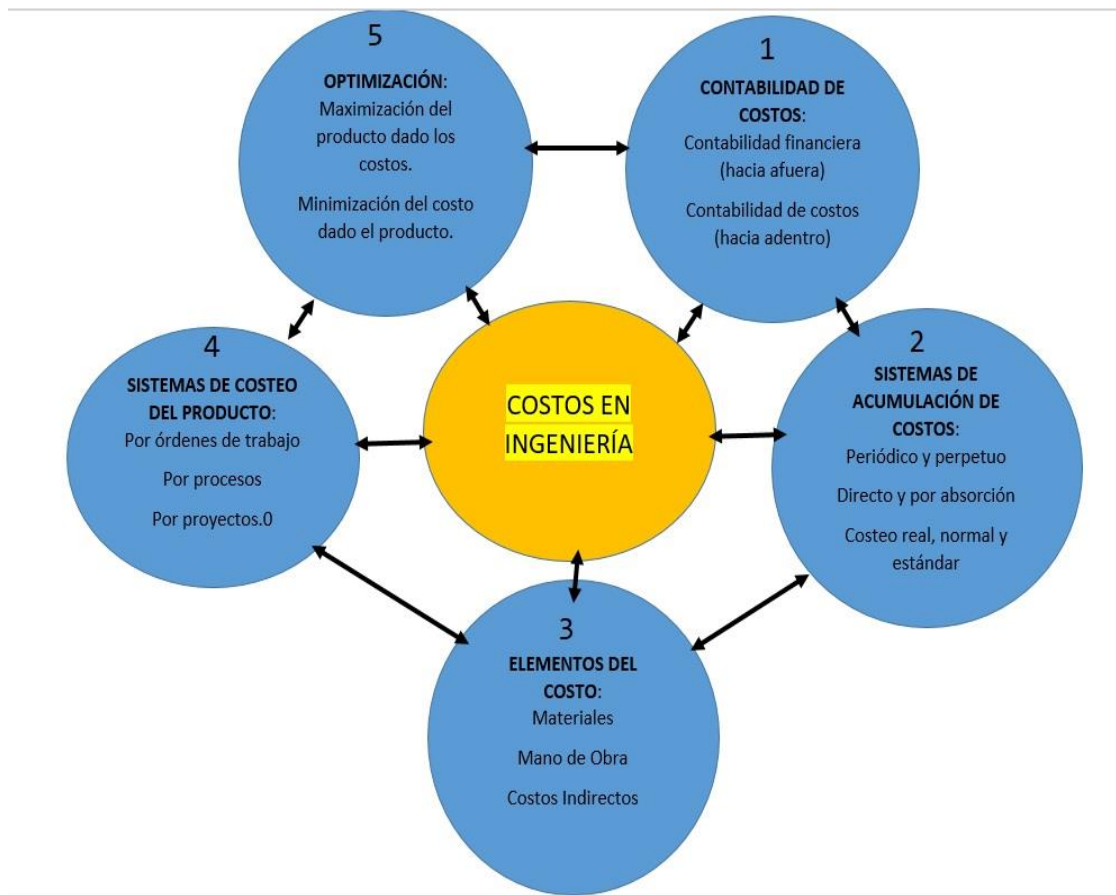 5
OPTIMIZACIÓN:
Maximización del
producto dado los
costos.
Minimización del costo
dado el producto.
1
CONTABILIDAD DE
COSTOS:
Contabilidad financiera
(hacia afuera)
Contabilidad de costos
(hacia adentro)
4
SISTEMAS DE COSTEO
DEL PRODUCTO:
Por órdenes de trabajo
Por procesos
Por proyectos.0
COSTOS EN
INGENIERÍA
2
SISTEMAS DE
ACUMULACIÓN DE
COSTOS:
Periódico y perpetuo
Directo y por absorción
Costeo real, normal y
estándar
3
ELEMENTOS DEL
COSTO:
Materiales
Mano de Obra
Costos Indirectos